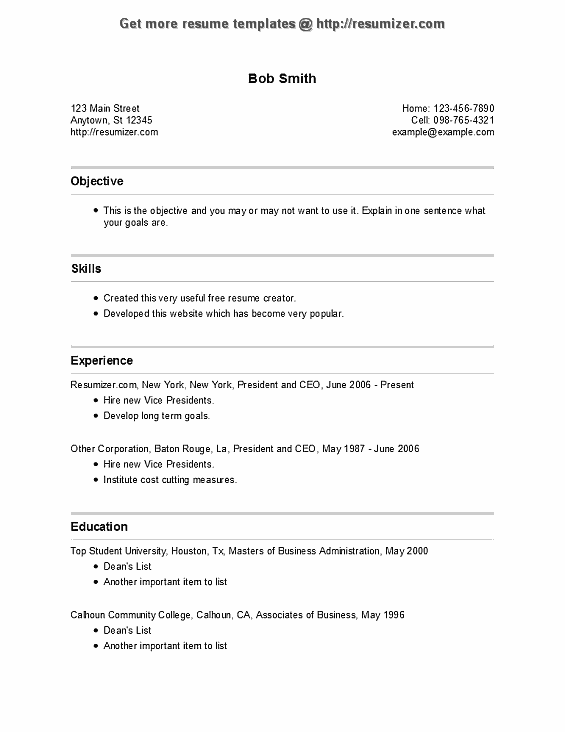 Get more resume templates @ http://resumizer.com
Bob Smith
123 Main Street
Home: 123-456-7890
Anytown, St 12345
Cell: 098-765-4321
http://resumizer.com
example@example.com
Objective
• This is the objective and you may or may not want to use it. Explain in one sentence what
your goals are.
Skills
• Created this very useful free resume creator.
• Developed this website which has become very popular.
Experience
Resumizer.com, New York, New York, President and CEO, June 2006 - Present
• Hire new Vice Presidents.
• Develop long term goals.
Other Corporation, Baton Rouge, La, President and CEO, May 1987 - June 2006
• Hire new Vice Presidents.
• Institute cost cutting measures.
Education
Top Student University, Houston, Tx, Masters of Business Administration, May 2000
• Dean's List
• Another important item to list
Calhoun Community College, Calhoun, CA, Associates of Business, May 1996
• Dean's List
• Another important item to list